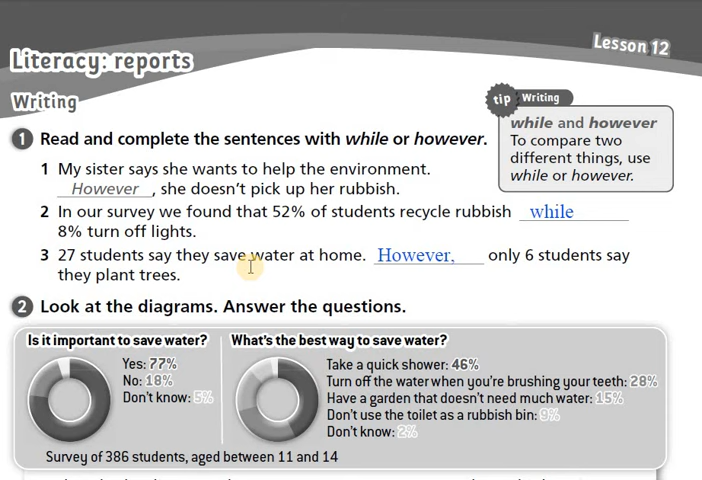 Lesson 12
Literacy: reports
Writing
tip Writing
while and however
To compare two
different things, use
while or however.
1 Read and complete the sentences with while or however.
1 My sister says she wants to help the environment.
However , she doesn't pick up her rubbish.
2 In our survey we found that 52% of students recycle rubbish while
8% turn off lights.
3 27 students say they save water at home. However, only 6 students say
they plant trees.
2 Look at the diagrams. Answer the questions.
Is it important to save water?
Yes: 77%
No: 18%
Don't know: 5%
What's the best way to save water?
Take a quick shower: 46%
Turn off the water when you're brushing your teeth: 28%
Have a garden that doesn't need much water: 15%
Don't use the toilet as a rubbish bin: 9%
Don't know: 2%
Survey of 386 students, aged between 11 and 14